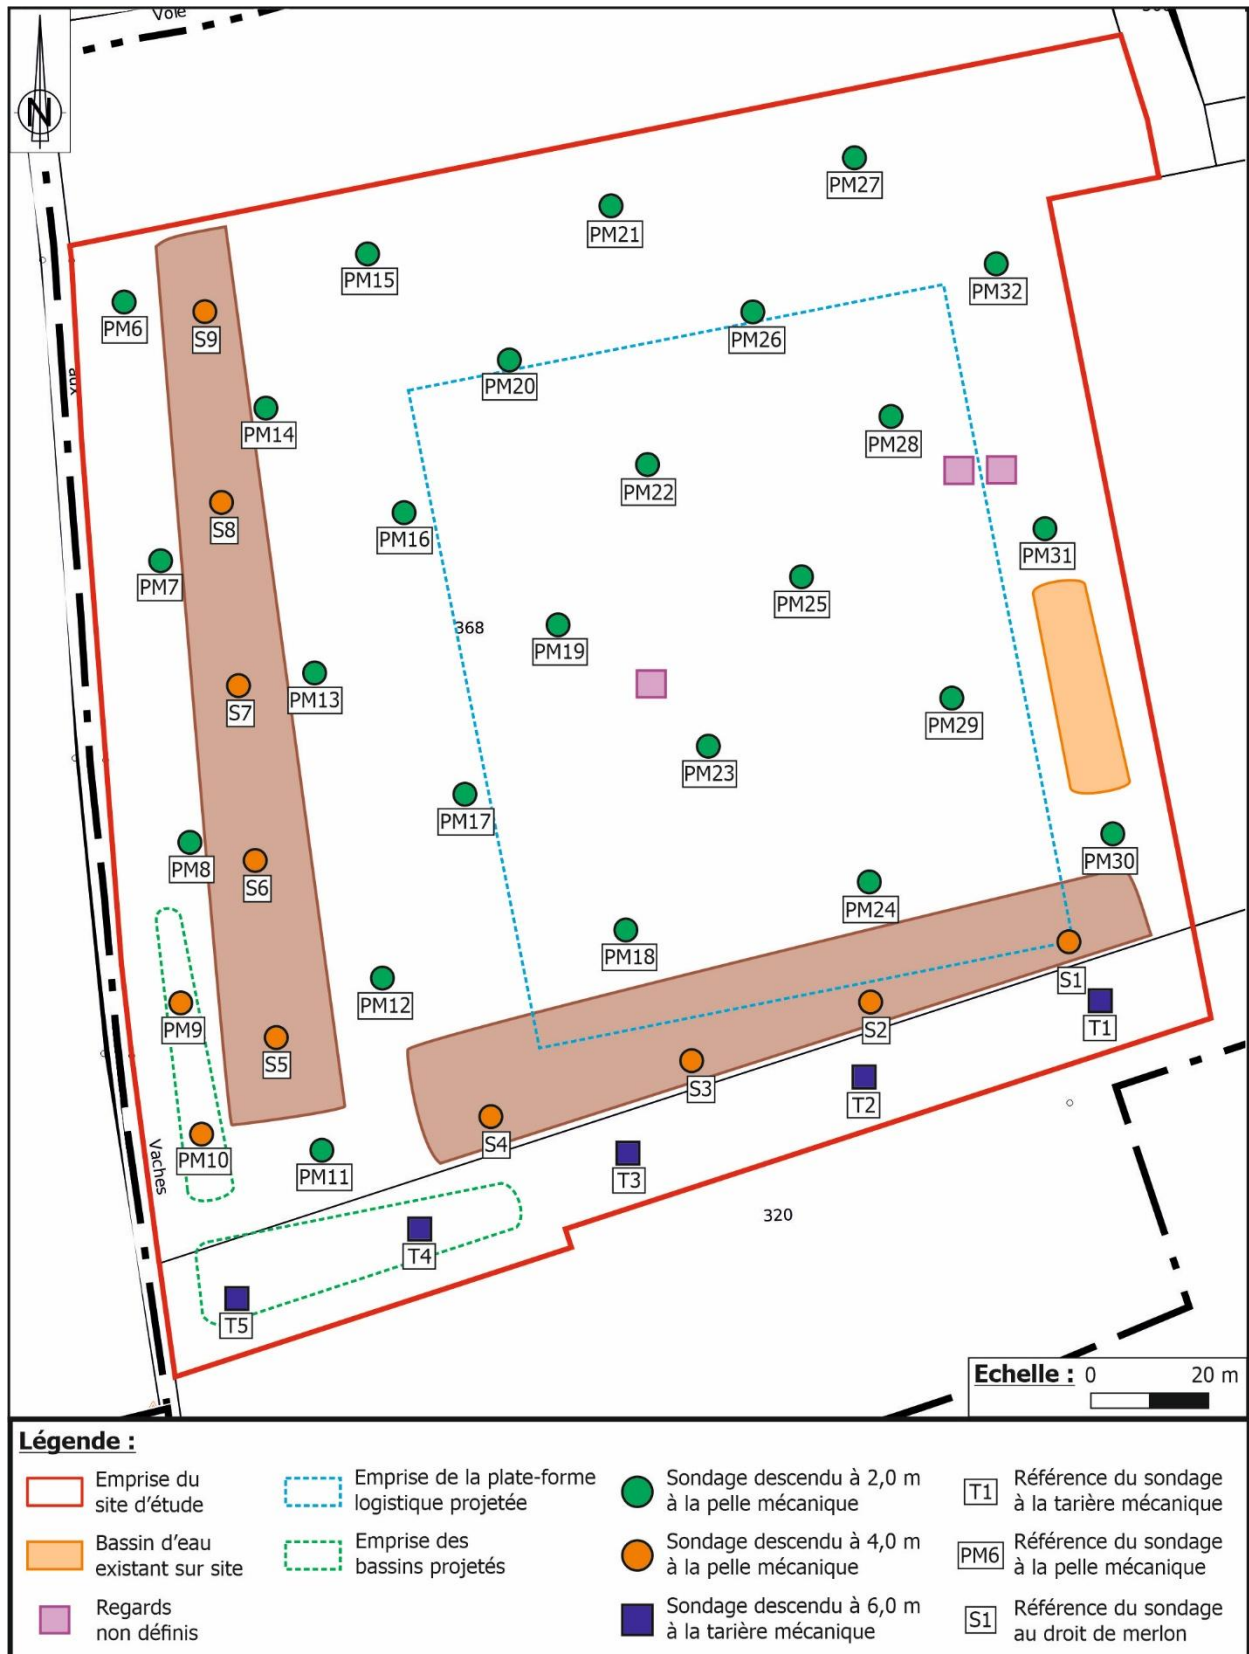 Voie
N
PM27
PM21
PM15
PM32
PM6
S9
PM26
PM20
PM14
PM28
PM22
S8
PM16
PM31
PM7
PM25
368
PM19
S7
PM13
PM29
PM23
PM17
PM8
S6
PM30
PM24
PM18
S1
PM12
PM9
S2
T1
S5
S3
T2
S4
PM10
Vaches
PM11
T3
320
T4
T5
Echelle : 0 20 m
Légende :
Emprise du
site d'étude
Bassin d'eau
existant sur site
Regards
non définis
Emprise de la plate-forme
logistique projetée
Emprise des
bassins projetés
Sondage descendu à 2,0 m
à la pelle mécanique
Sondage descendu à 4,0 m
à la pelle mécanique
Sondage descendu à 6,0 m
à la tarière mécanique
T1
Référence du sondage
à la tarière mécanique
PM6
Référence du sondage
à la pelle mécanique
S1
Référence du sondage
au droit de merlon